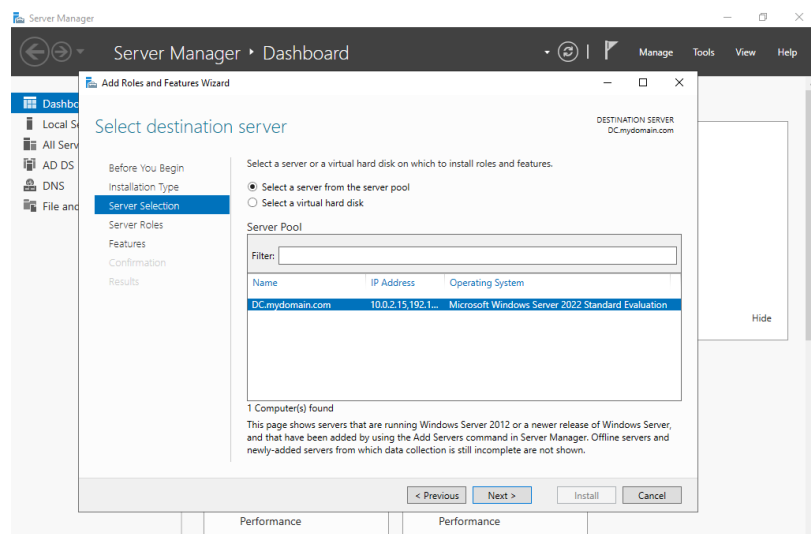 Server Manager
Server Manager • Dashboard
Manage Tools View Help
Add Roles and Features Wizard
Dashbo
Local Se
All Serv
AD DS
DNS
File and
Select destination server
DESTINATION SERVER
DC.mydomain.com
Before You Begin
Installation Type
Server Selection
Server Roles
Features
Confirmation
Results
Select a server or a virtual hard disk on which to install roles and features.
Select a server from the server pool
Select a virtual hard disk
Server Pool
Filter:
Name IP Address Operating System
DC.mydomain.com 10.0.2.15,192.1... Microsoft Windows Server 2022 Standard Evaluation
1 Computer(s) found
This page shows servers that are running Windows Server 2012 or a newer release of Windows Server,
and that have been added by using the Add Servers command in Server Manager. Offline servers and
newly-added servers from which data collection is still incomplete are not shown.
< Previous Next > Install Cancel
Hide
Performance Performance